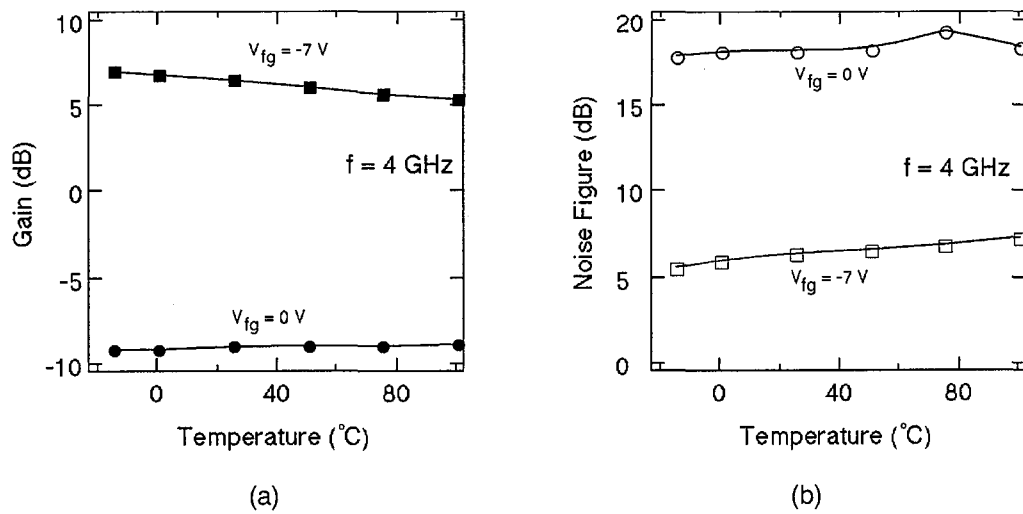 10
5
0
-5
-10
Gain (dB)
V_fg = -7 V
f = 4 GHz
V_fg = 0 V
0 40 80
Temperature (°C)
(a)
20
15
10
5
0
Noise Figure (dB)
V_fg = 0 V
f = 4 GHz
V_fg = -7 V
0 40 80
Temperature (°C)
(b)